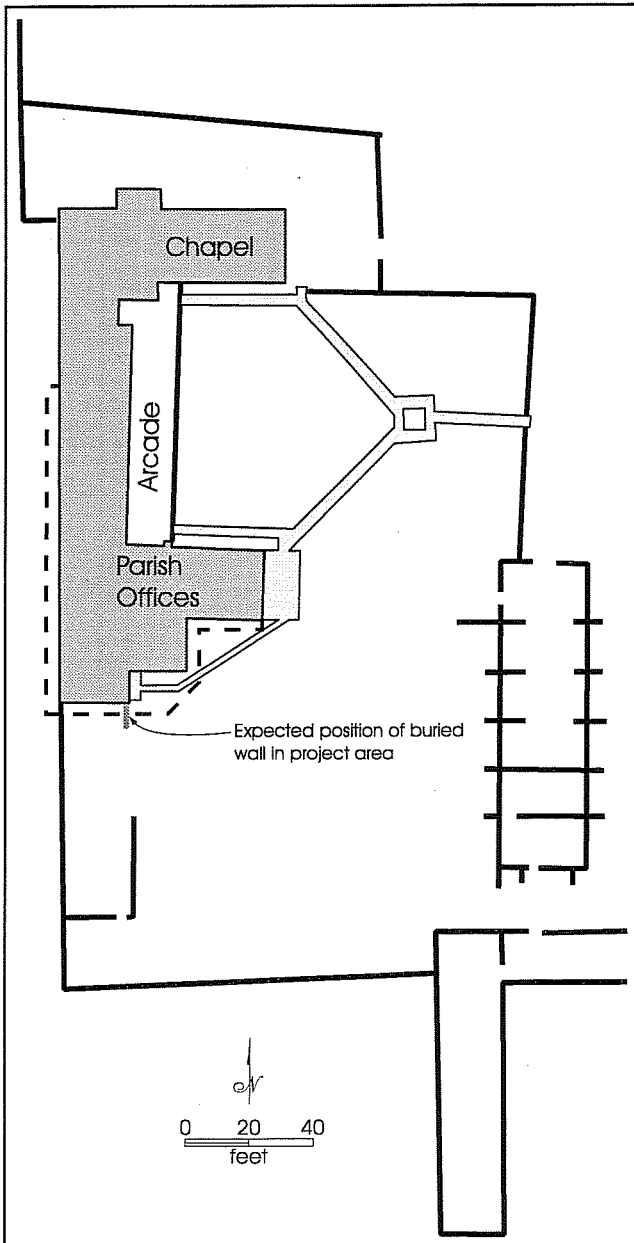 Chapel
Arcade
Parish
Offices
Expected position of buried
wall in project area
N
0 20 40
feet